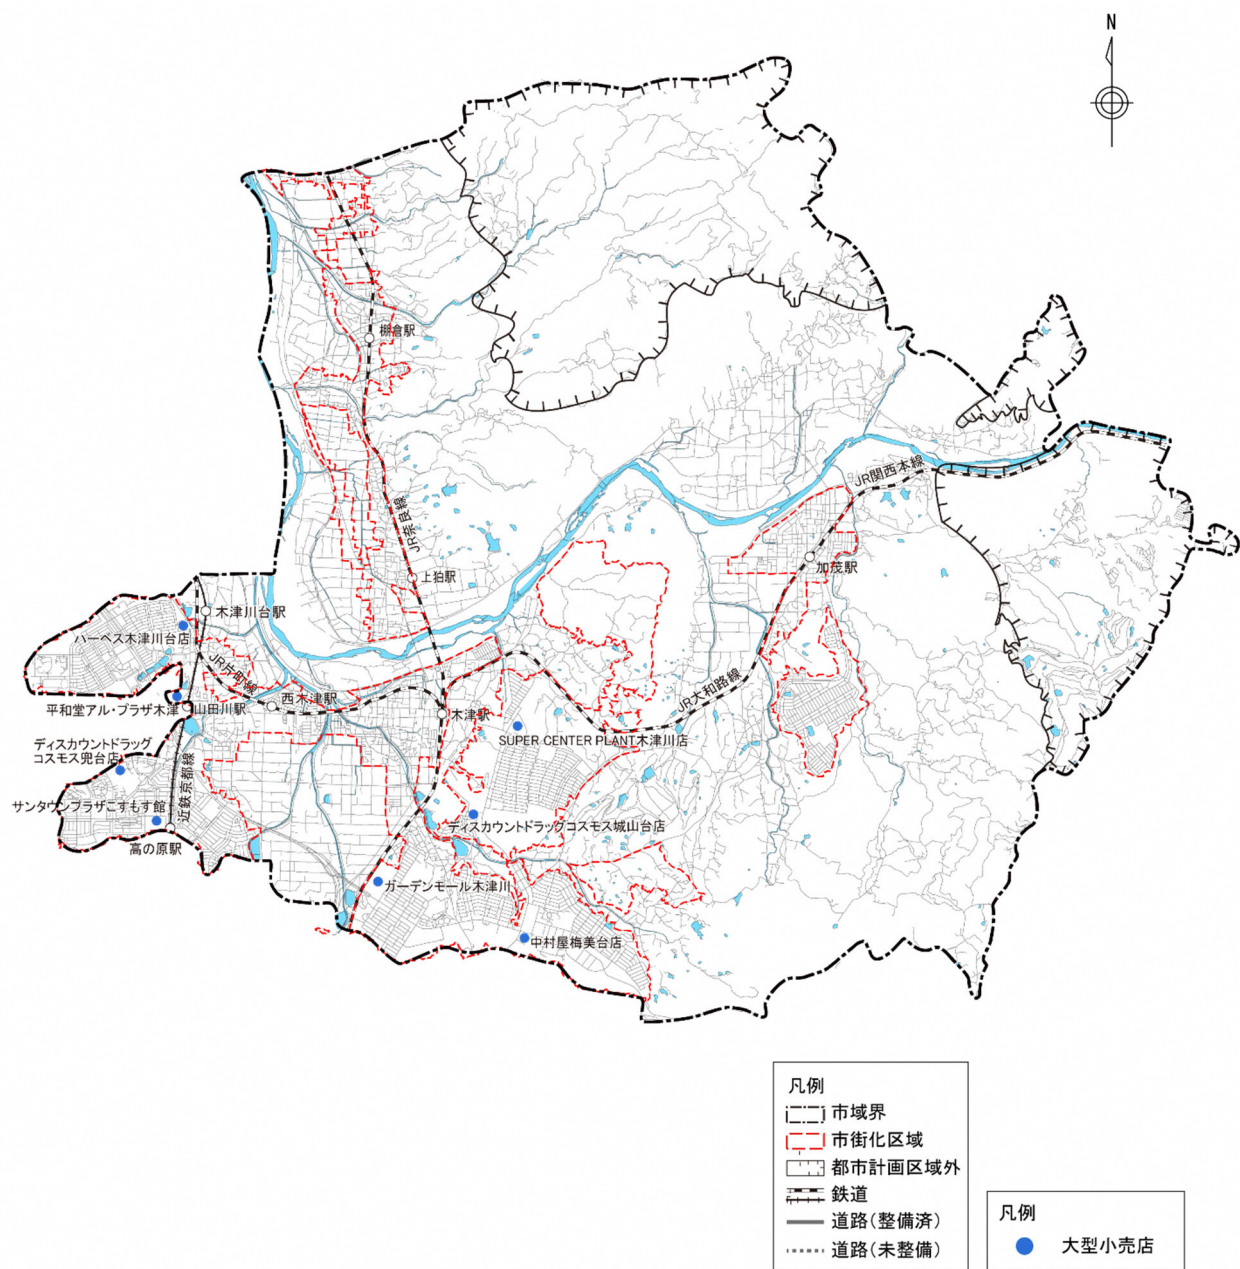 N
棚倉駅
JR奈良線
JR関西本線
加茂駅
上狛駅
木津川台駅
ハーベス木津川台店
JR片町線
西木津駅
平和堂アル・プラザ木津
山田川駅
木津駅
JR大和路線
SUPER CENTER PLANT木津川店
ディスカウントドラッグ
コスモス兜台店
近鉄京都線
サンタウンプラザこすもす館
ディスカウントドラッグコスモス城山台店
高の原駅
ガーデンモール木津川
中村屋梅美台店
凡例
市域界
市街化区域
都市計画区域外
鉄道
道路(整備済)
道路(未整備)
凡例
大型小売店